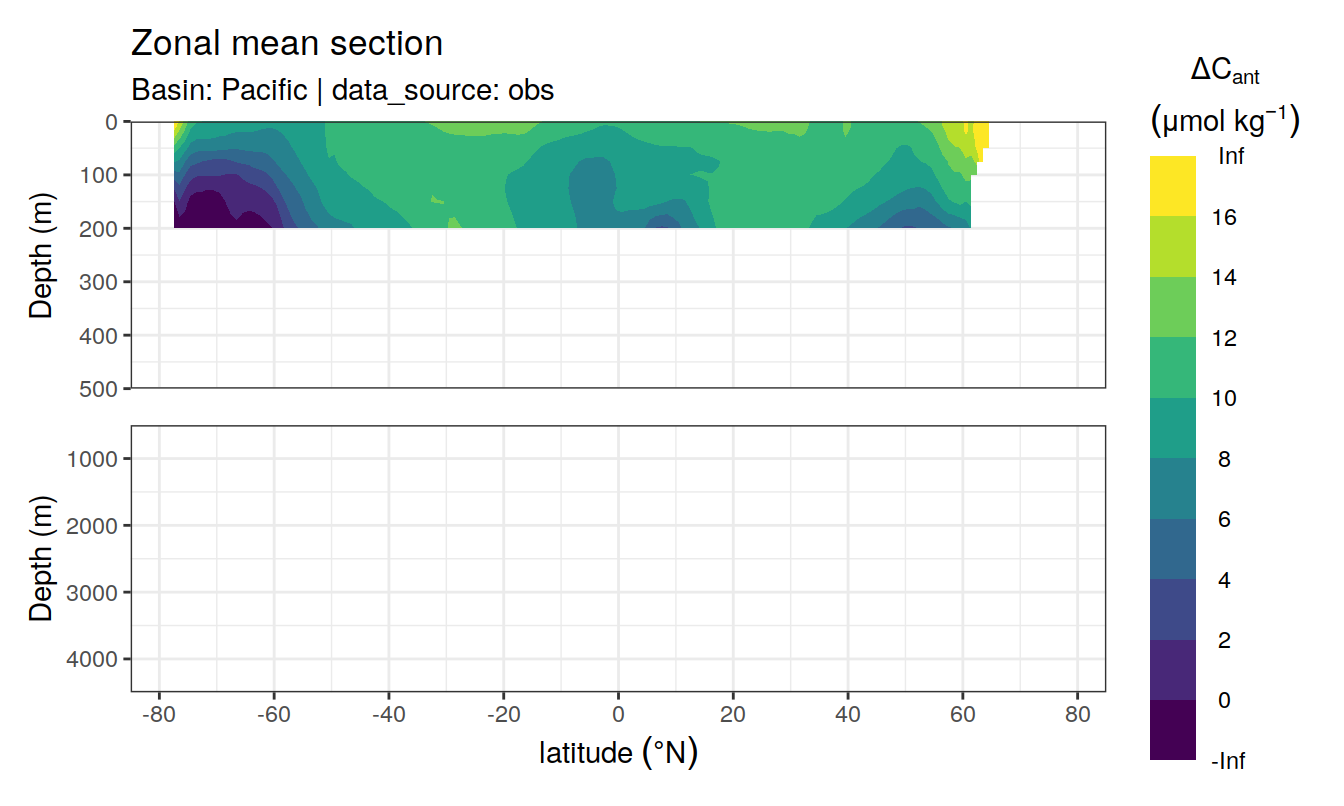 Zonal mean section
Basin: Pacific | data_source: obs
ΔCant
(μmol kg⁻¹)
Inf
16
14
12
10
8
6
4
2
0
-Inf
Depth (m)
0
100
200
300
400
500
Depth (m)
1000
2000
3000
4000
-80 -60 -40 -20 0 20 40 60 80
latitude (°N)